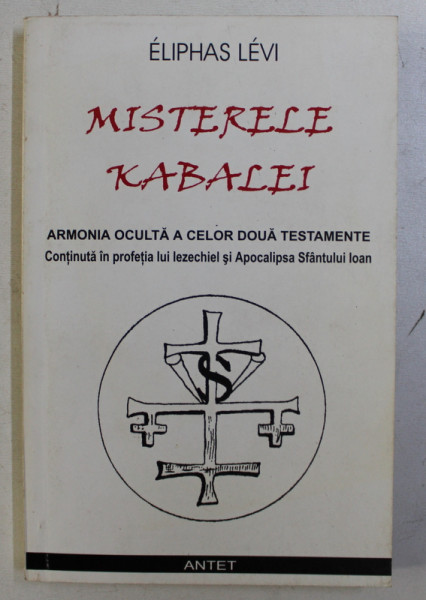 ÉLIPHAS LÉVI
MISTERELE
KABALEI
ARMONIA OCULTĂ A CELOR DOUĂ TESTAMENTE
Conținută în profeția lui Iezechiel și Apocalipsa Sfântului Ioan
S
ANTET